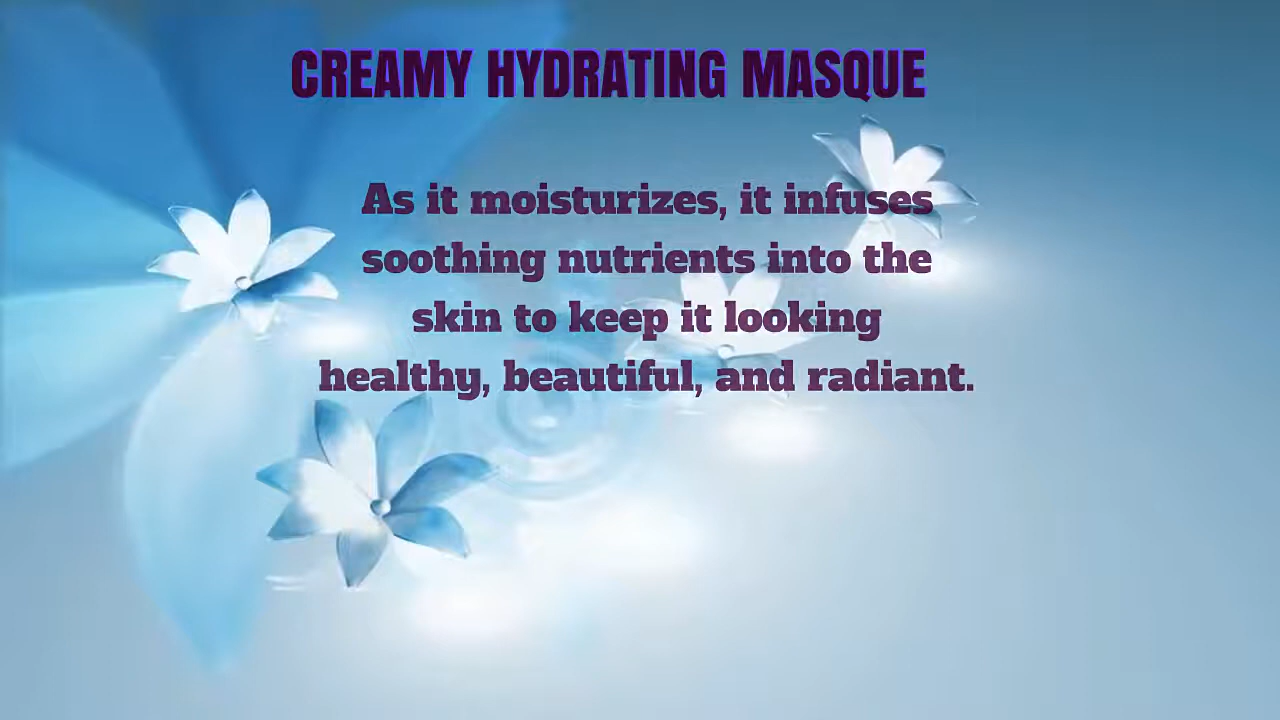 CREAMY HYDRATING MASQUE
As it moisturizes, it infuses
soothing nutrients into the
skin to keep it looking
healthy, beautiful, and radiant.